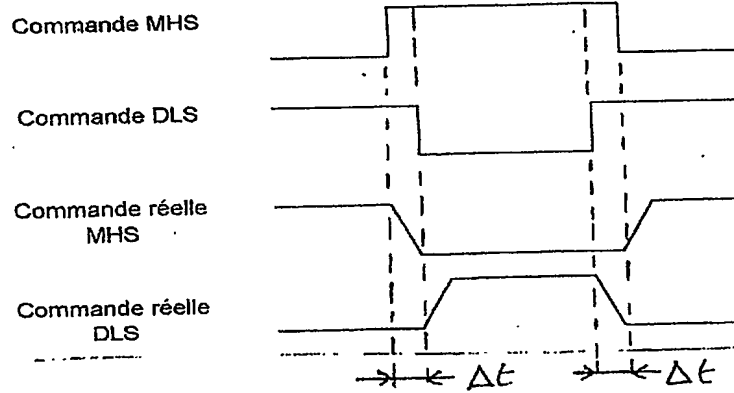 Commande MHS
Commande DLS
Commande réelle
MHS
Commande réelle
DLS
Δt
Δt